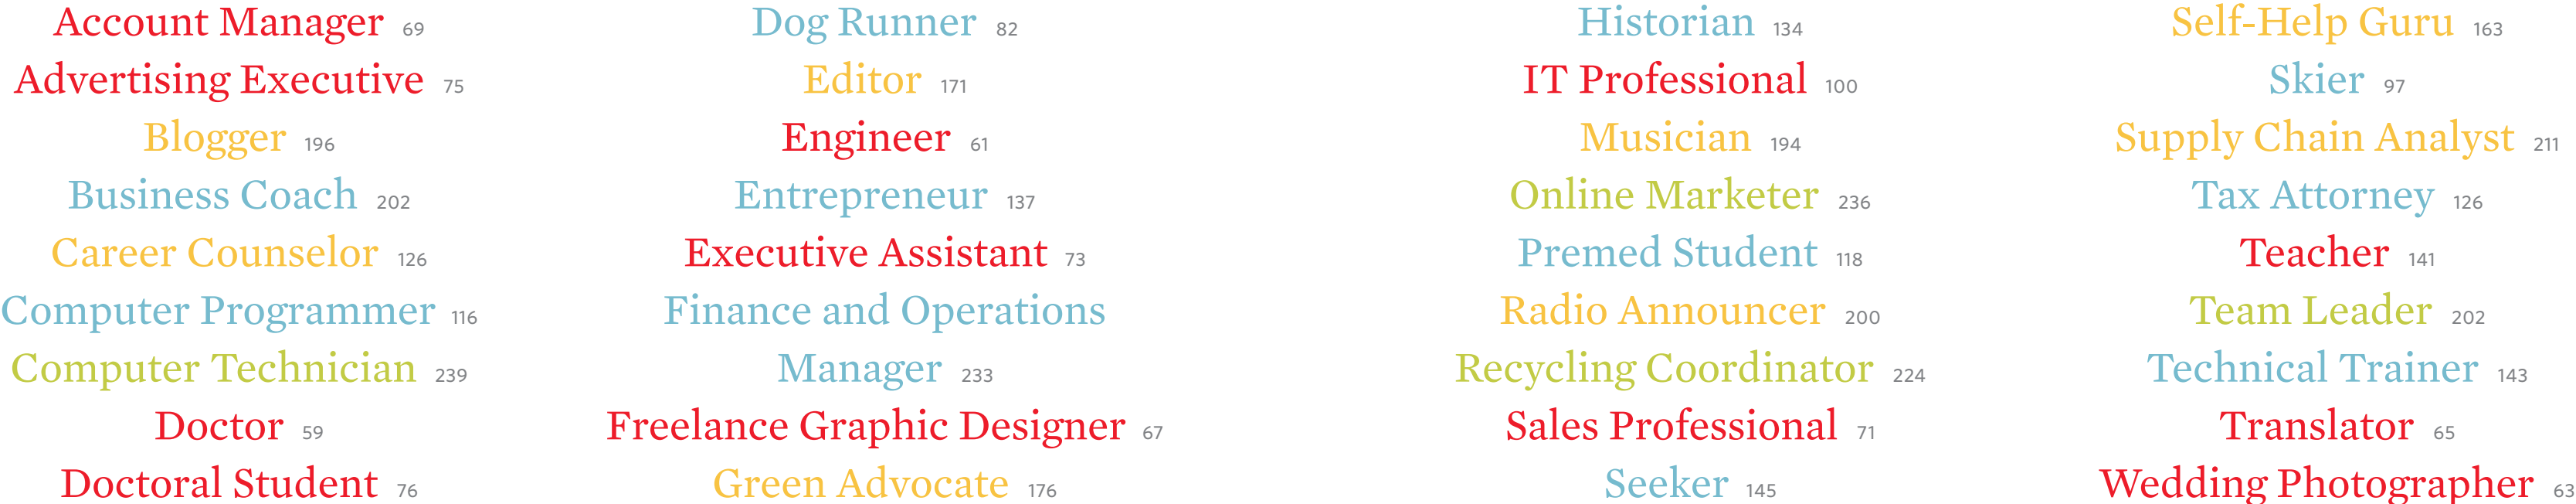 Account Manager 69
Advertising Executive 75
Blogger 196
Business Coach 202
Career Counselor 126
Computer Programmer 116
Computer Technician 239
Doctor 59
Doctoral Student 76
Dog Runner 82
Editor 171
Engineer 61
Entrepreneur 137
Executive Assistant 73
Finance and Operations
Manager 233
Freelance Graphic Designer 67
Green Advocate 176
Historian 134
IT Professional 100
Musician 194
Online Marketer 236
Premed Student 118
Radio Announcer 200
Recycling Coordinator 224
Sales Professional 71
Seeker 145
Self-Help Guru 163
Skier 97
Supply Chain Analyst 211
Tax Attorney 126
Teacher 141
Team Leader 202
Technical Trainer 143
Translator 65
Wedding Photographer 63